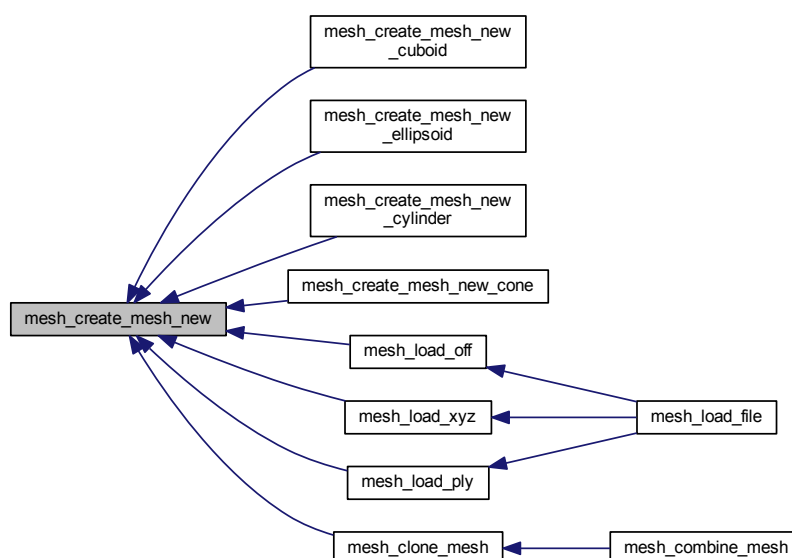 mesh_create_mesh_new
_cuboid
mesh_create_mesh_new
_ellipsoid
mesh_create_mesh_new
_cylinder
mesh_create_mesh_new_cone
mesh_create_mesh_new
mesh_load_off
mesh_load_xyz
mesh_load_file
mesh_load_ply
mesh_clone_mesh
mesh_combine_mesh